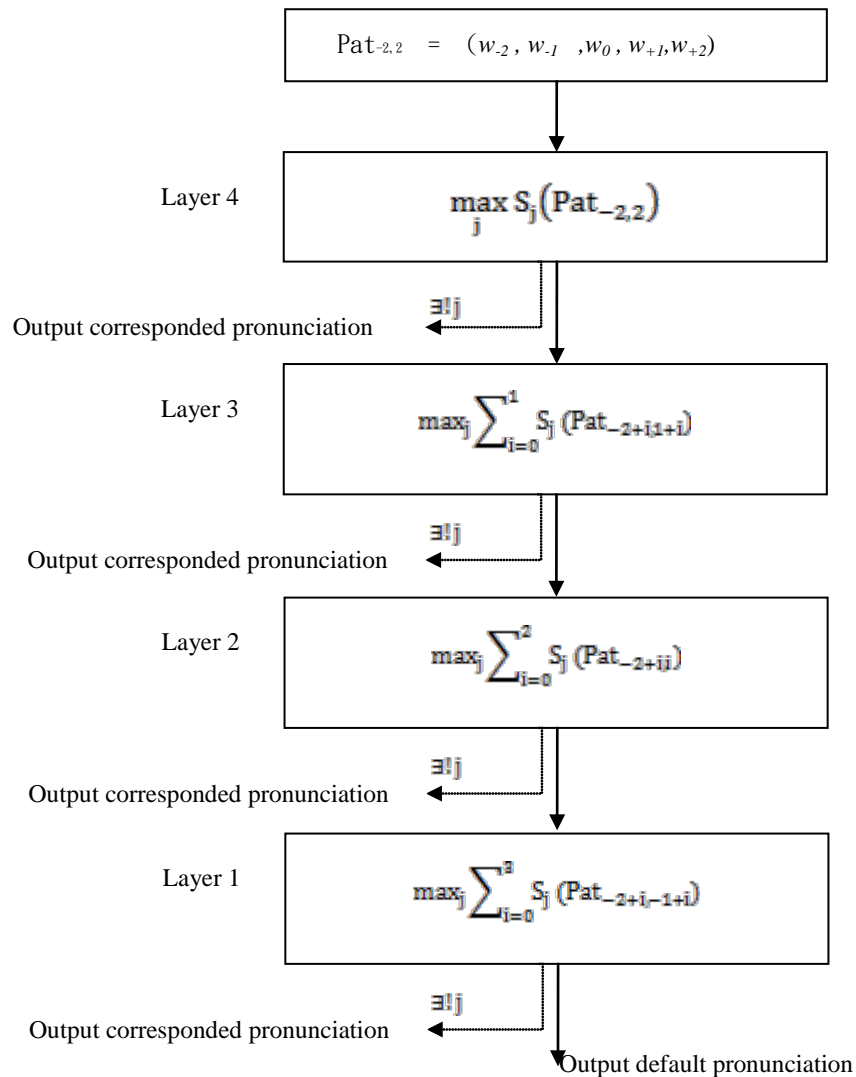 Pat₋₂,₂ = (w₋₂, w₋₁ ,w₀, w₊₁,w₊₂)
Layer 4
max_j S_j(Pat₋₂,₂)
∃!j
Output corresponded pronunciation
Layer 3
max_j ∑_{i=0}^{1} S_j (Pat_{−2+i,1+i})
∃!j
Output corresponded pronunciation
Layer 2
max_j ∑_{i=0}^{2} S_j (Pat_{−2+i,i})
∃!j
Output corresponded pronunciation
Layer 1
max_j ∑_{i=0}^{3} S_j (Pat_{−2+i,−1+i})
∃!j
Output corresponded pronunciation
Output default pronunciation